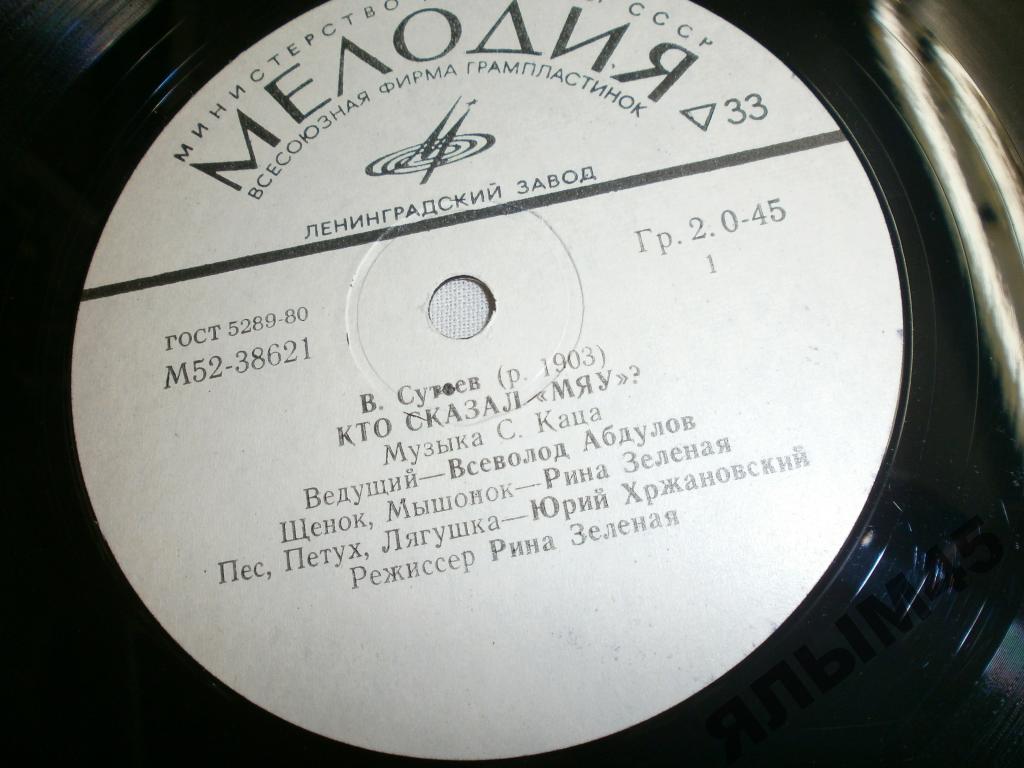 МИНИСТЕРСТВО СССР
МЕЛОДИЯ
ВСЕСОЮЗНАЯ ФИРМА ГРАМПЛАСТИНОК
33
ЛЕНИНГРАДСКИЙ ЗАВОД
Гр. 2. 0-45
1
ГОСТ 5289-80
М52-38621
В. Сутеев (р. 1903)
КТО СКАЗАЛ «МЯУ»?
Музыка С. Каца
Ведущий—Всеволод Абдулов
Щенок, Мышонок—Рина Зеленая
Пес, Петух, Лягушка—Юрий Хржановский
Режиссер Рина Зеленая
ЯЛЫМ45